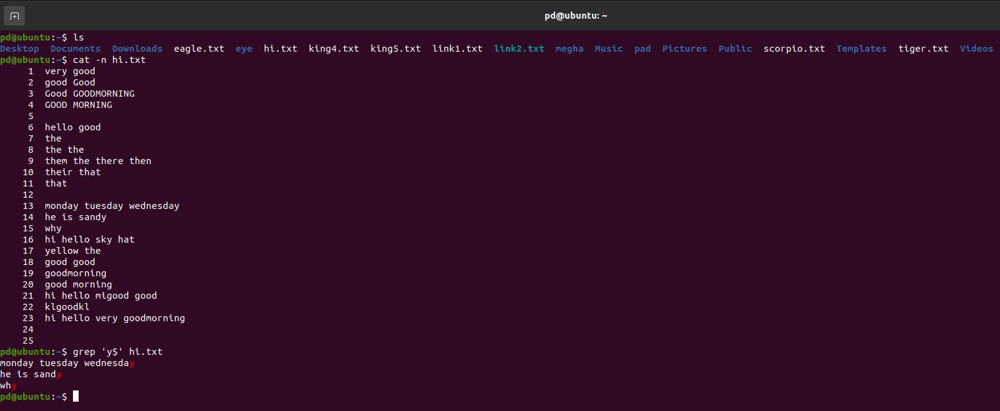 pd@ubuntu: ~
pd@ubuntu:~$ ls
Desktop  Documents  Downloads  eagle.txt  eye  hi.txt  king4.txt  king5.txt  link1.txt  link2.txt  megha  Music  pad  Pictures  Public  scorpio.txt  Templates  tiger.txt  Videos
pd@ubuntu:~$ cat -n hi.txt
     1  very good
     2  good Good
     3  Good GOODMORNING
     4  GOOD MORNING
     5
     6  hello good
     7  the
     8  the the
     9  them the there then
    10  their that
    11  that
    12
    13  monday tuesday wednesday
    14  he is sandy
    15  why
    16  hi hello sky hat
    17  yellow the
    18  good good
    19  goodmorning
    20  good morning
    21  hi hello migood good
    22  klgoodkl
    23  hi hello very goodmorning
    24
    25
pd@ubuntu:~$ grep 'y$' hi.txt
monday tuesday wednesday
he is sandy
why
pd@ubuntu:~$